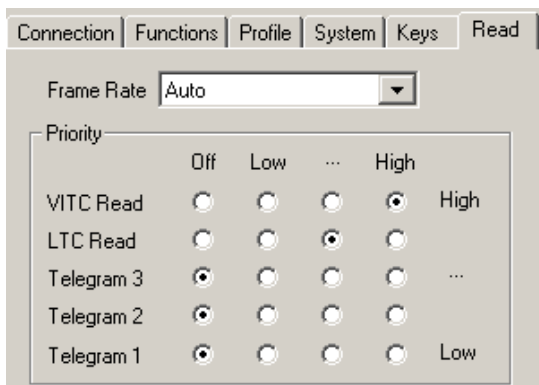 Connection Functions Profile System Keys Read
Frame Rate Auto
Priority
Off Low ... High
VITC Read High
LTC Read
Telegram 3 ...
Telegram 2
Telegram 1 Low